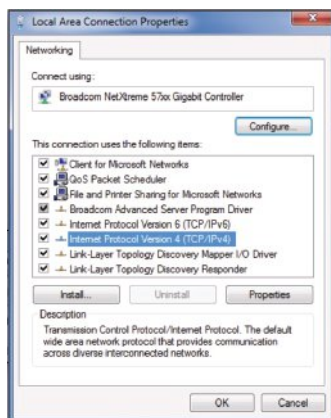 Local Area Connection Properties
Networking
Connect using:
Broadcom NetXtreme 57xx Gigabit Controller
Configure...
This connection uses the following items:
Client for Microsoft Networks
QoS Packet Scheduler
File and Printer Sharing for Microsoft Networks
Broadcom Advanced Server Program Driver
Internet Protocol Version 6 (TCP/IPv6)
Internet Protocol Version 4 (TCP/IPv4)
Link-Layer Topology Discovery Mapper I/O Driver
Link-Layer Topology Discovery Responder
Install... Uninstall Properties
Description
Transmission Control Protocol/Internet Protocol. The default
wide area network protocol that provides communication
across diverse interconnected networks.
OK Cancel